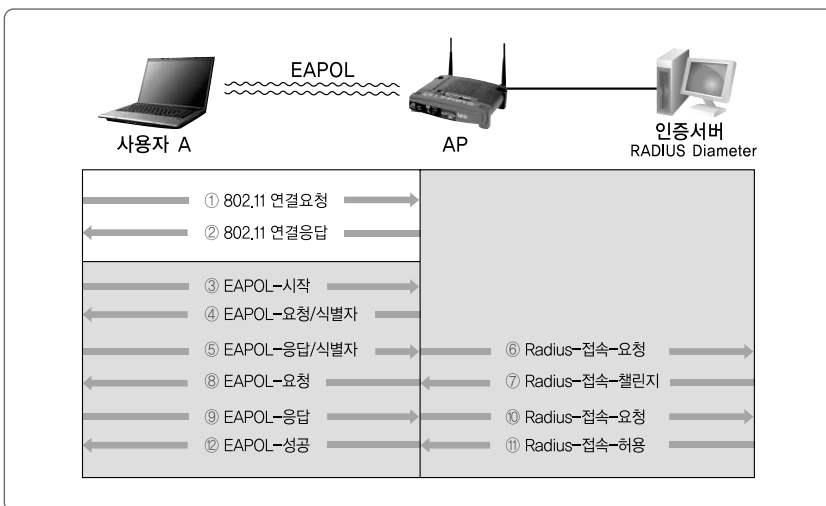 EAPOL
사용자 A
AP
인증서버
RADIUS Diameter
① 802.11 연결요청
② 802.11 연결응답
③ EAPOL-시작
④ EAPOL-요청/식별자
⑤ EAPOL-응답/식별자
⑥ Radius-접속-요청
⑧ EAPOL-요청
⑦ Radius-접속-챌린지
⑨ EAPOL-응답
⑩ Radius-접속-요청
⑫ EAPOL-성공
⑪ Radius-접속-허용